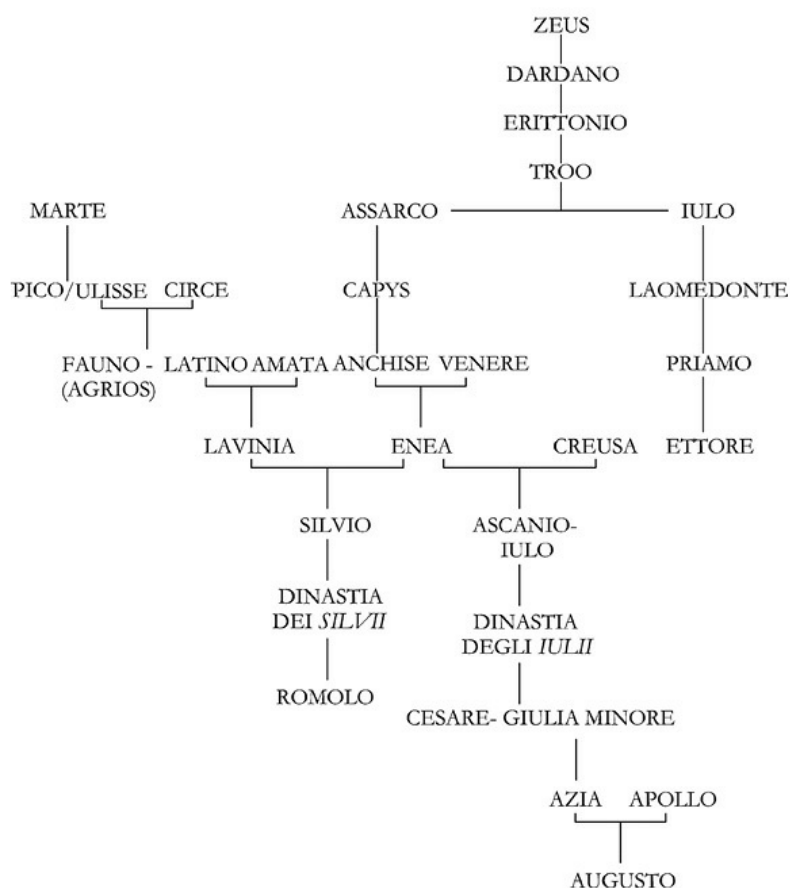 ZEUS
DARDANO
ERITTONIO
TROO
MARTE ASSARCO IULO
PICO/ULISSE CIRCE CAPYS LAOMEDONTE
FAUNO - LATINO AMATA ANCHISE VENERE PRIAMO
(AGRIOS)
LAVINIA ENEA CREUSA ETTORE
SILVIO ASCANIO-
IULO
DINASTIA DINASTIA
DEI SILVII DEGLI IULII
ROMOLO
CESARE- GIULIA MINORE
AZIA APOLLO
AUGUSTO